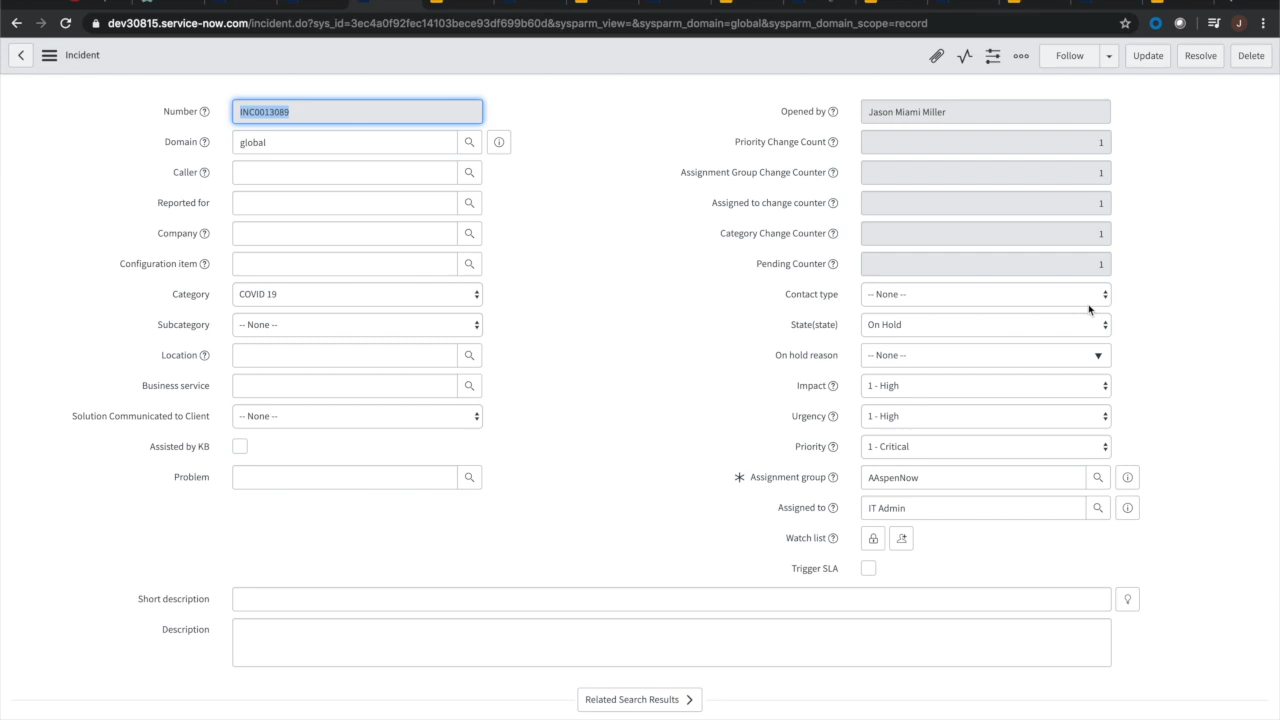 dev30815.service-now.com/incident.do?sys_id=3ec4a0f92fec14103bece93df699b60d&sysparm_view=&sysparm_domain=global&sysparm_domain_scope=record
J
Incident
Follow
Update
Resolve
Delete
Number
INC0013089
Domain
global
Caller
Reported for
Company
Configuration item
Category
COVID 19
Subcategory
-- None --
Location
Business service
Solution Communicated to Client
-- None --
Assisted by KB
Problem
Opened by
Jason Miami Miller
Priority Change Count
1
Assignment Group Change Counter
1
Assigned to change counter
1
Category Change Counter
1
Pending Counter
1
Contact type
-- None --
State(state)
On Hold
On hold reason
-- None --
Impact
1 - High
Urgency
1 - High
Priority
1 - Critical
Assignment group
AAspenNow
Assigned to
IT Admin
Watch list
Trigger SLA
Short description
Description
Related Search Results